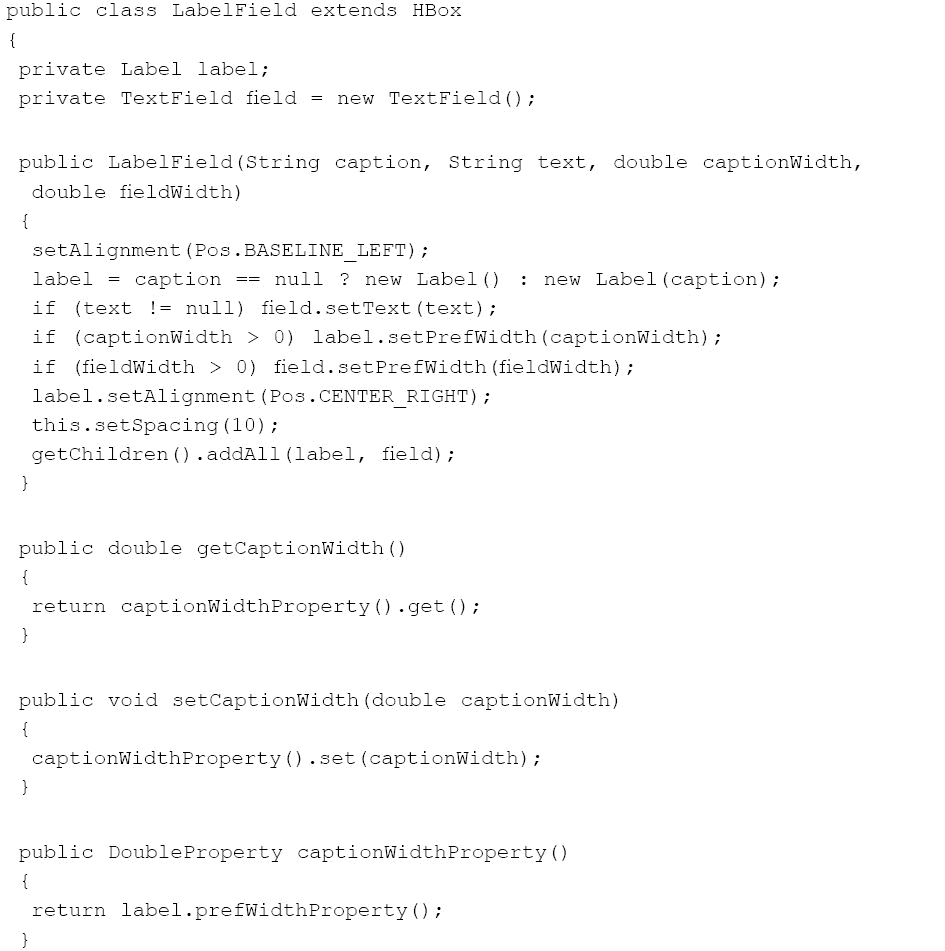 public class LabelField extends HBox
{
 private Label label;
 private TextField field = new TextField();

 public LabelField(String caption, String text, double captionWidth,
  double fieldWidth)
 {
  setAlignment(Pos.BASELINE_LEFT);
  label = caption == null ? new Label() : new Label(caption);
  if (text != null) field.setText(text);
  if (captionWidth > 0) label.setPrefWidth(captionWidth);
  if (fieldWidth > 0) field.setPrefWidth(fieldWidth);
  label.setAlignment(Pos.CENTER_RIGHT);
  this.setSpacing(10);
  getChildren().addAll(label, field);
 }

 public double getCaptionWidth()
 {
  return captionWidthProperty().get();
 }

 public void setCaptionWidth(double captionWidth)
 {
  captionWidthProperty().set(captionWidth);
 }

 public DoubleProperty captionWidthProperty()
 {
  return label.prefWidthProperty();
 }